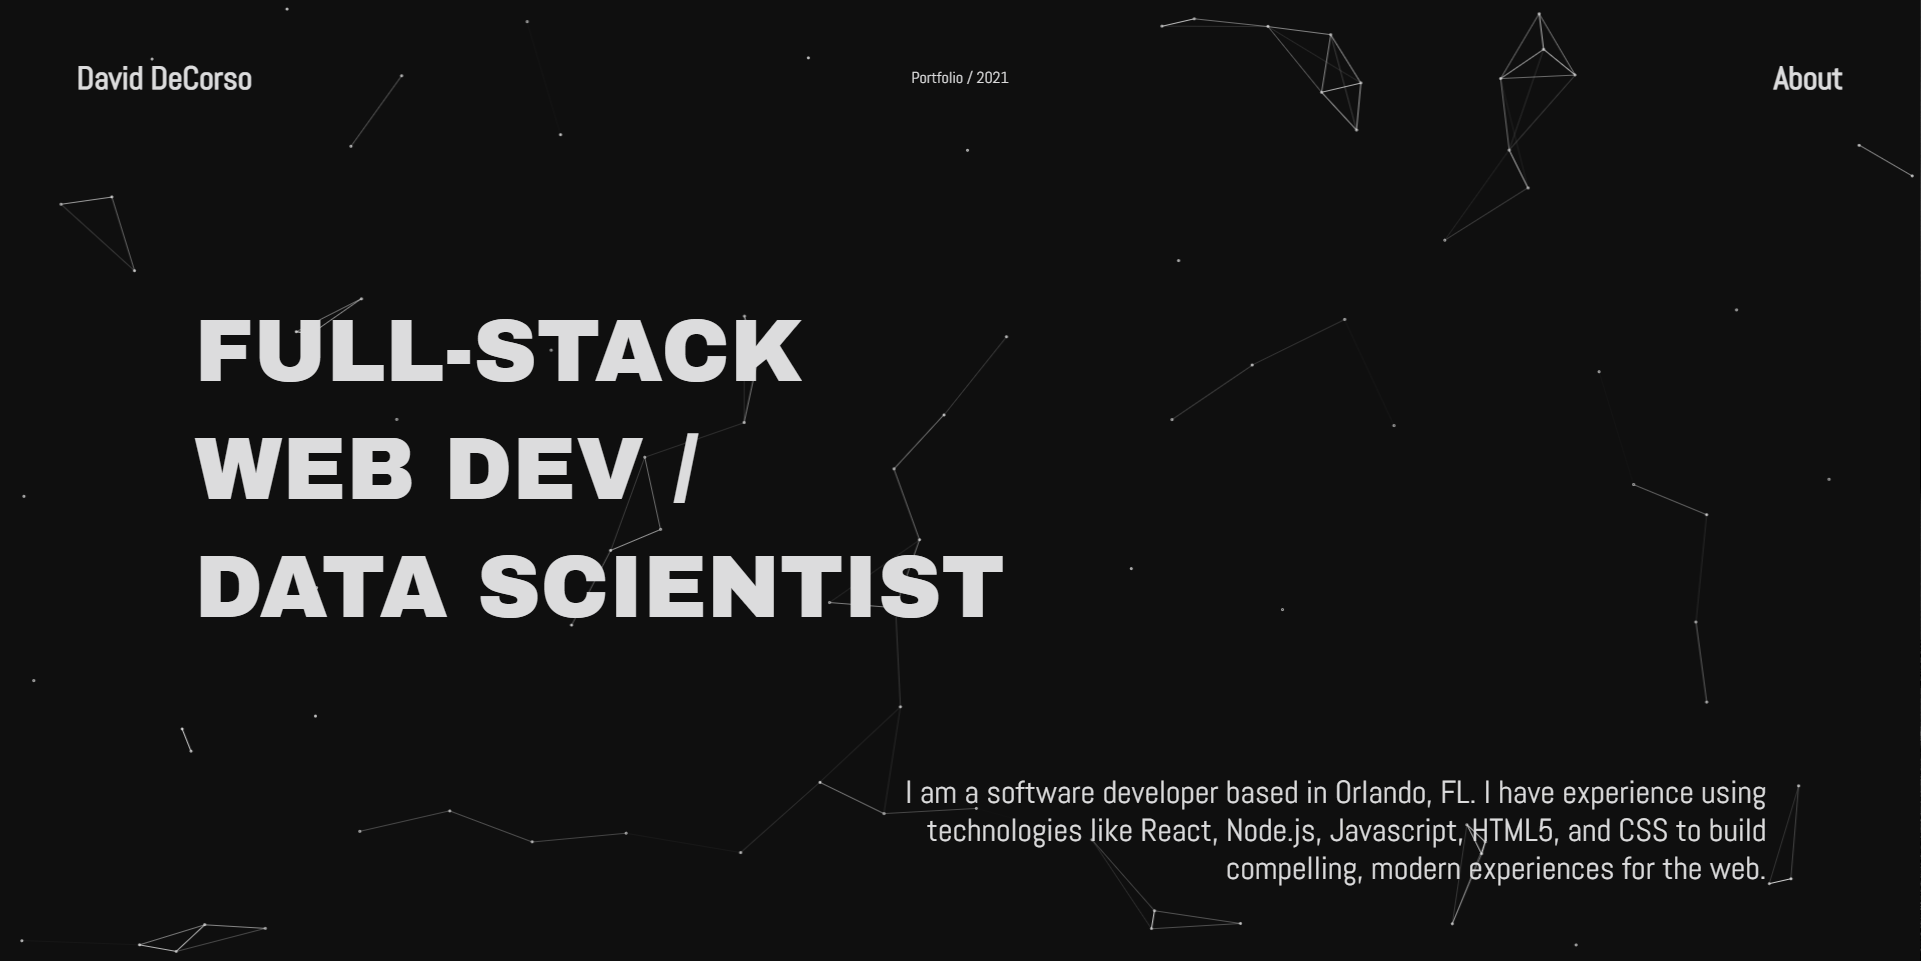 David DeCorso
Portfolio / 2021
About
FULL-STACK
WEB DEV /
DATA SCIENTIST
I am a software developer based in Orlando, FL. I have experience using
technologies like React, Node.js, Javascript, HTML5, and CSS to build
compelling, modern experiences for the web.